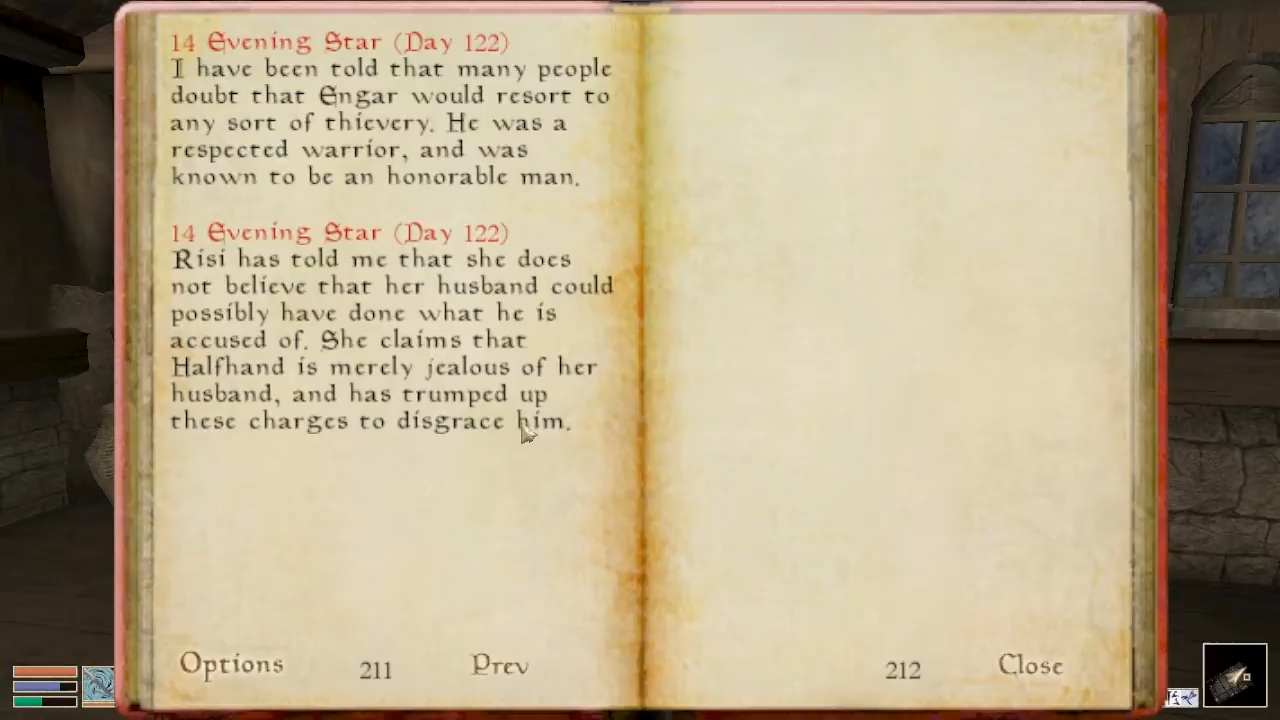 14 Evening Star (Day 122)
I have been told that many people
doubt that Engar would resort to
any sort of thievery. He was a
respected warrior, and was
known to be an honorable man.
14 Evening Star (Day 122)
Risi has told me that she does
not believe that her husband could
possibly have done what he is
accused of. She claims that
Halfhand is merely jealous of her
husband, and has trumped up
these charges to disgrace him.
Options 211 Prev 212 Close